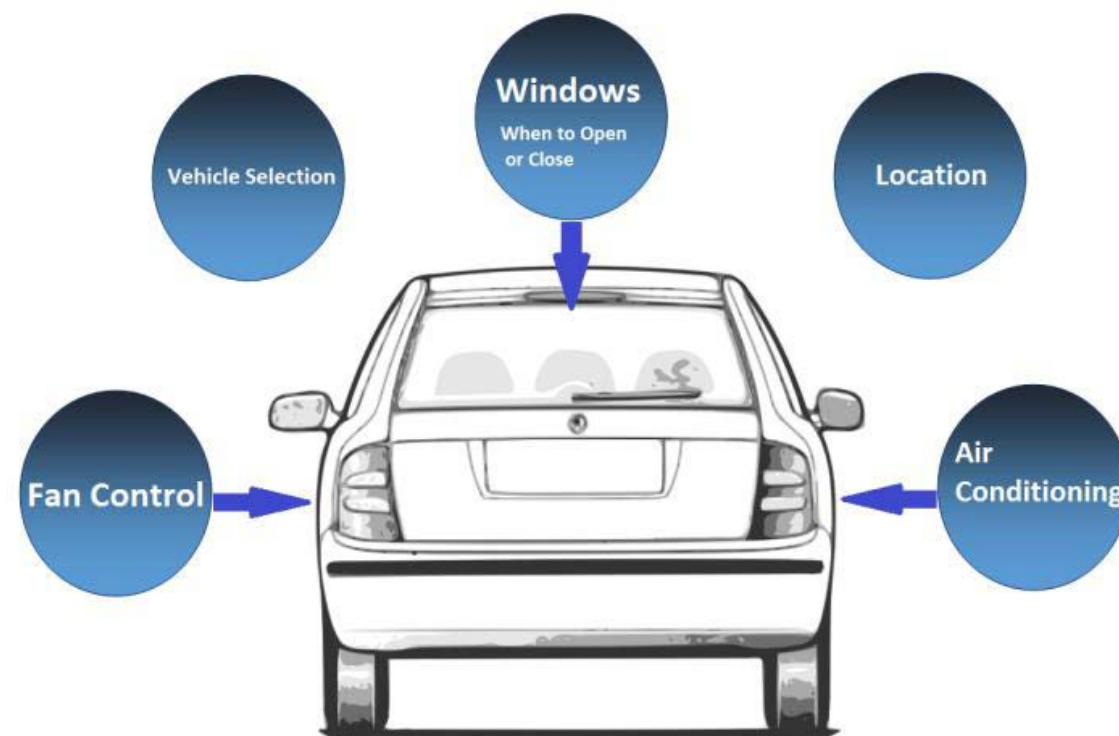 Windows
When to Open
or Close
Vehicle Selection
Location
Fan Control
Air
Conditioning